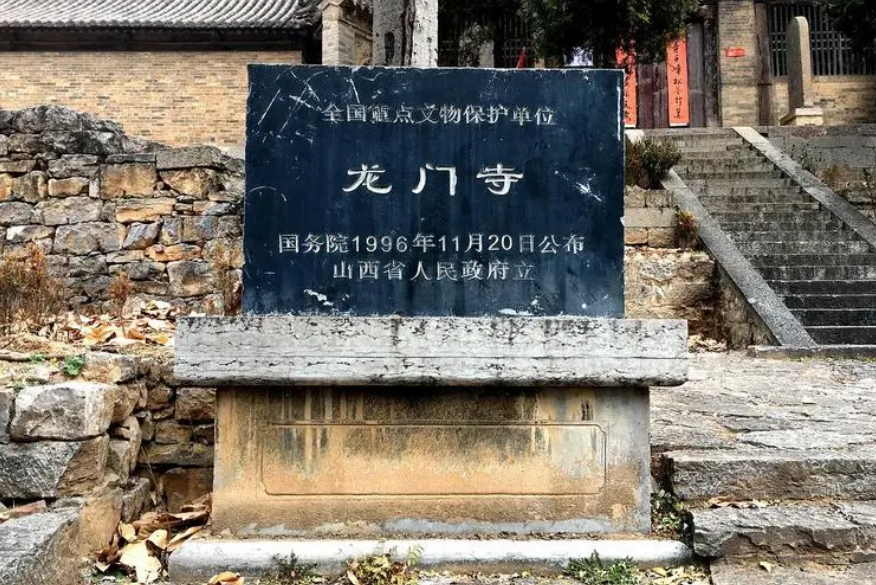 全国重点文物保护单位
龙门寺
国务院1996年11月20日公布
山西省人民政府立